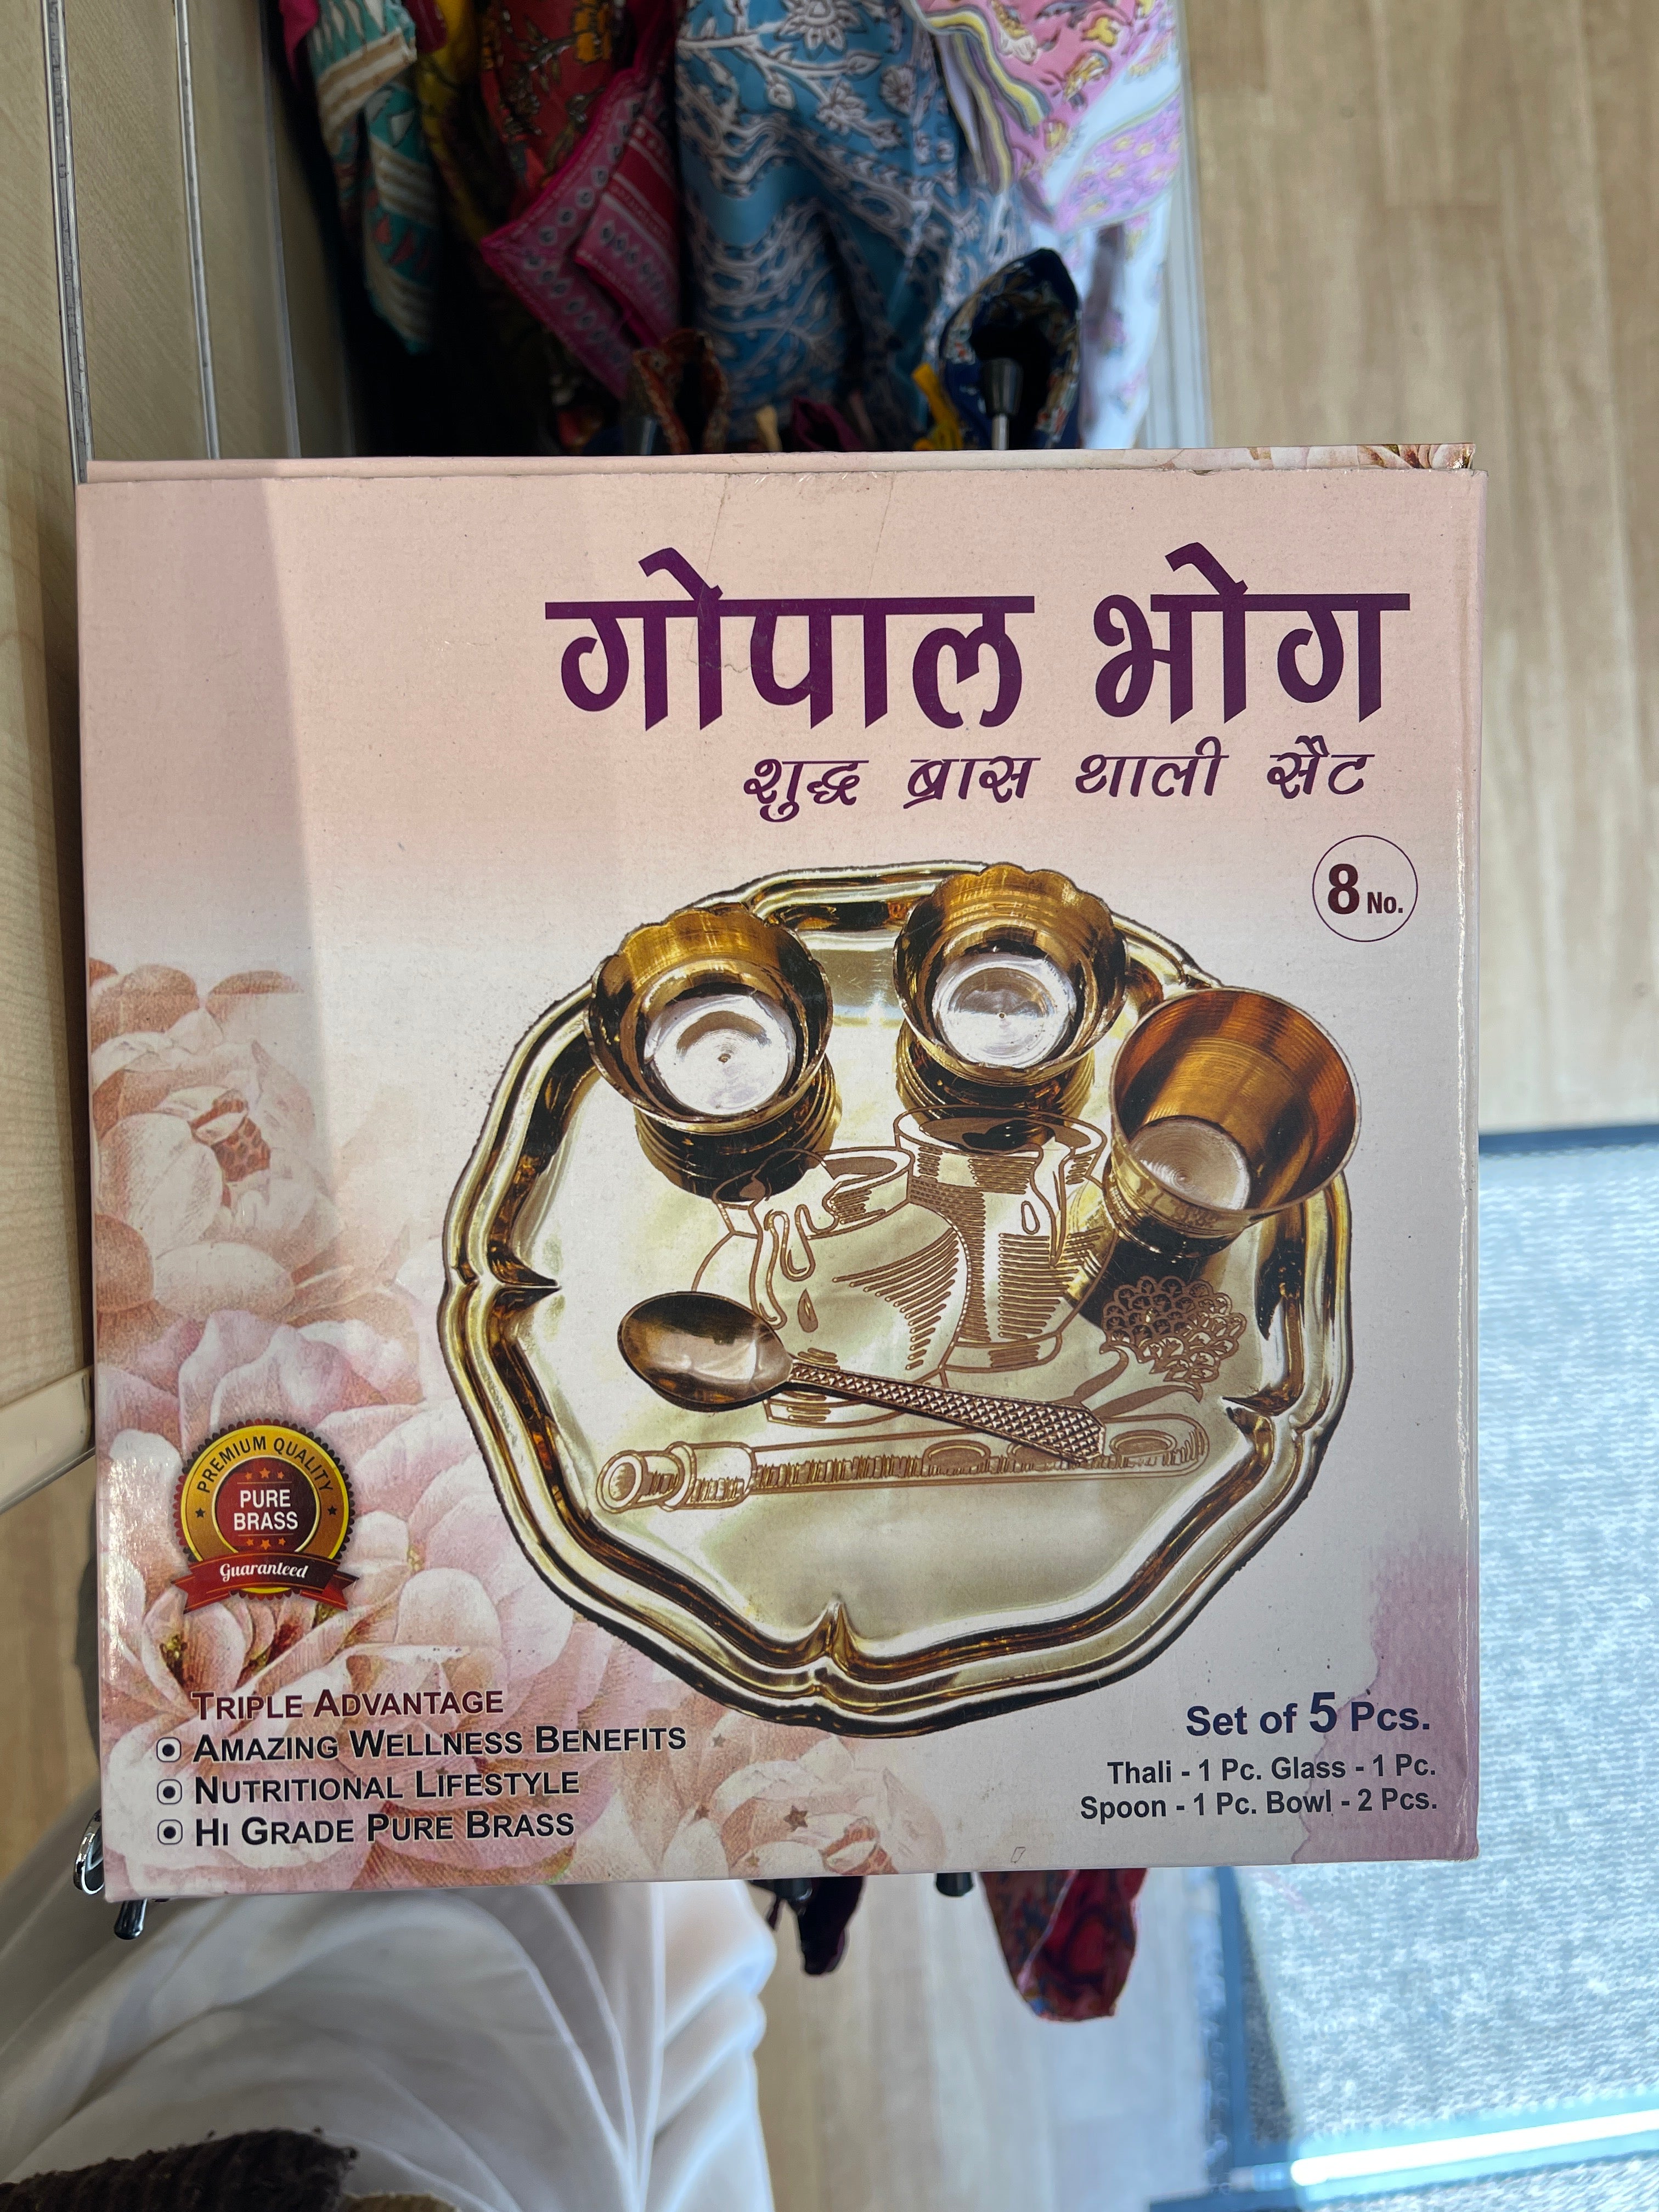 गोपाल भोग
शुद्ध ब्रास थाली सैट
8 No.
PREMIUM QUALITY
PURE
BRASS
Guaranteed
TRIPLE ADVANTAGE
AMAZING WELLNESS BENEFITS
NUTRITIONAL LIFESTYLE
HI GRADE PURE BRASS
Set of 5 Pcs.
Thali - 1 Pc. Glass - 1 Pc.
Spoon - 1 Pc. Bowl - 2 Pcs.